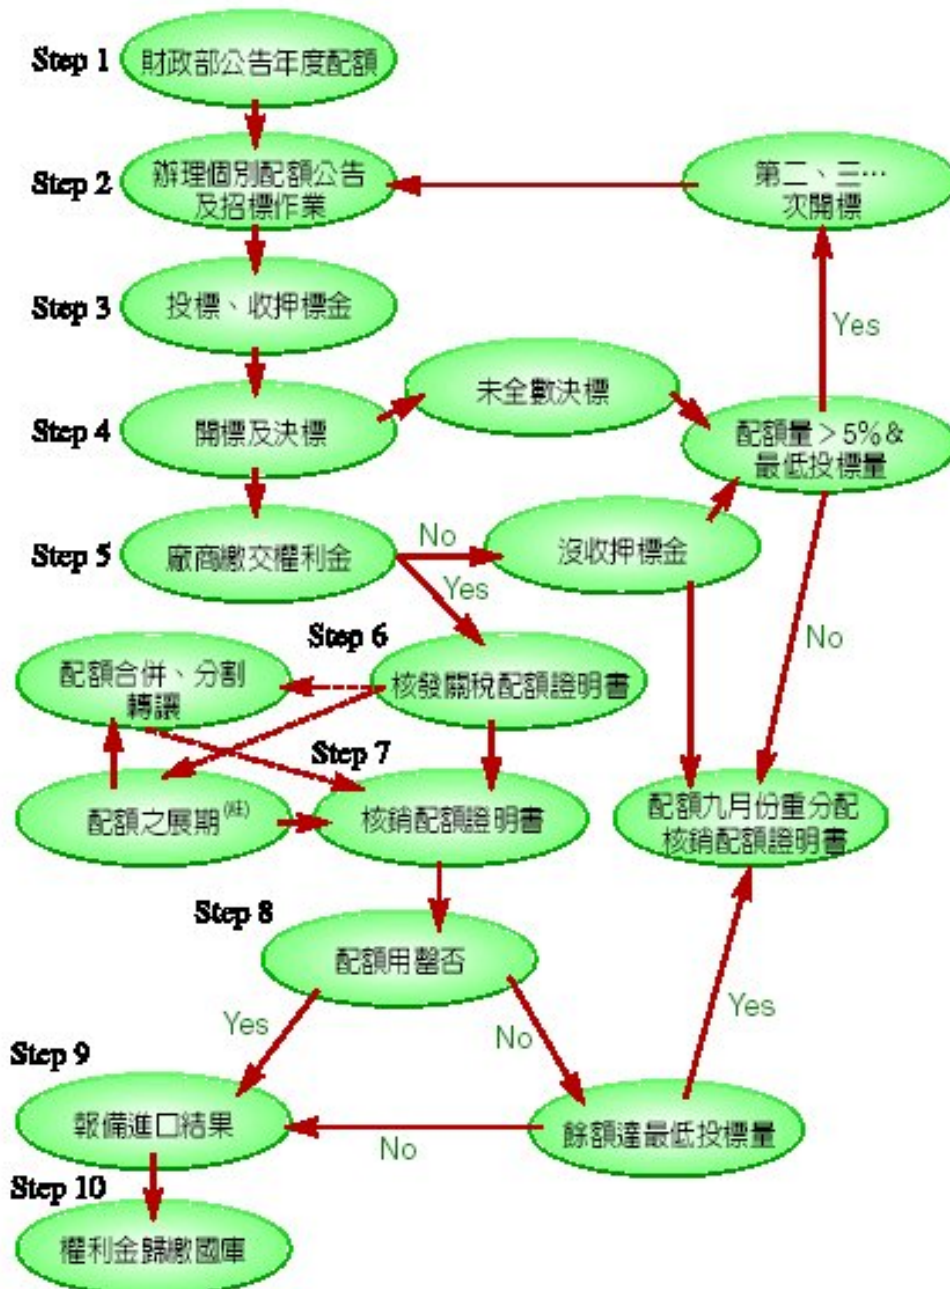 Step 1
財政部公告年度配額
Step 2
辦理個別配額公告
及招標作業
第二、三…
次開標
Step 3
投標、收押標金
Yes
未全數決標
Step 4
開標及決標
配額量＞5%&
最低投標量
Step 5
廠商繳交權利金
No
Yes
沒收押標金
No
Step 6
配額合併、分割
轉讓
核發關稅配額證明書
Step 7
配額之展期(註)
核銷配額證明書
配額九月份重分配
核銷配額證明書
Step 8
配額用罄否
Yes
No
Yes
Step 9
報備進口結果
No
餘額達最低投標量
Step 10
權利金歸繳國庫